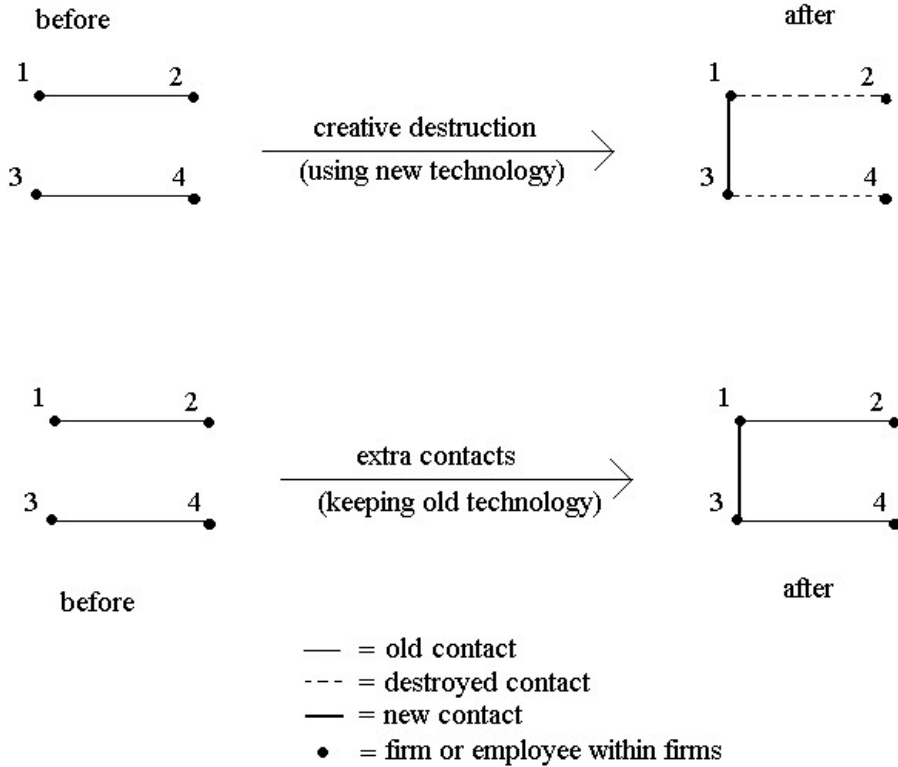 before
after
1 2
1 2
creative destruction
(using new technology)
3 4
3 4
1 2
1 2
extra contacts
(keeping old technology)
3 4
3 4
before
after
= old contact
= destroyed contact
= new contact
= firm or employee within firms